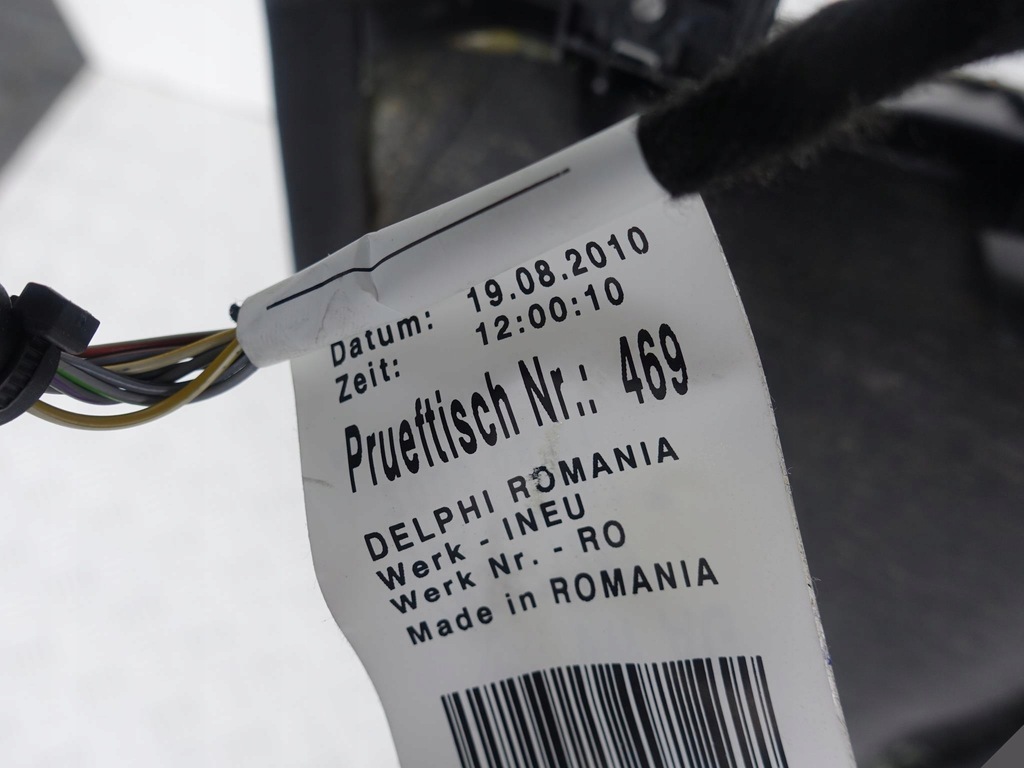 Datum: 19.08.2010
Zeit: 12:00:10
Prueftisch Nr.: 469
DELPHI ROMANIA
Werk - INEU
Werk Nr. - RO
Made in ROMANIA